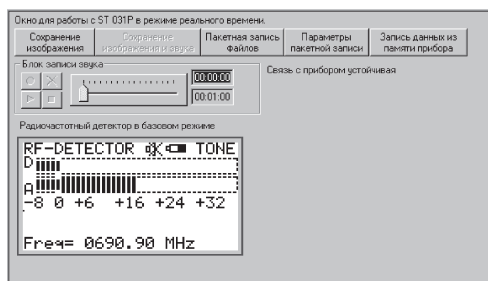 Окно для работы с ST 031P в режиме реального времени.
Сохранение изображения
Сохранение изображения и звука
Пакетная запись файлов
Параметры пакетной записи
Запись данных из памяти прибора
Блок записи звука
00:00:00
00:01:00
Связь с прибором устойчивая
Радиочастотный детектор в базовом режиме
RF-DETECTOR TONE
D
A
-8 0 +6 +16 +24 +32
Freq= 0690.90 MHz